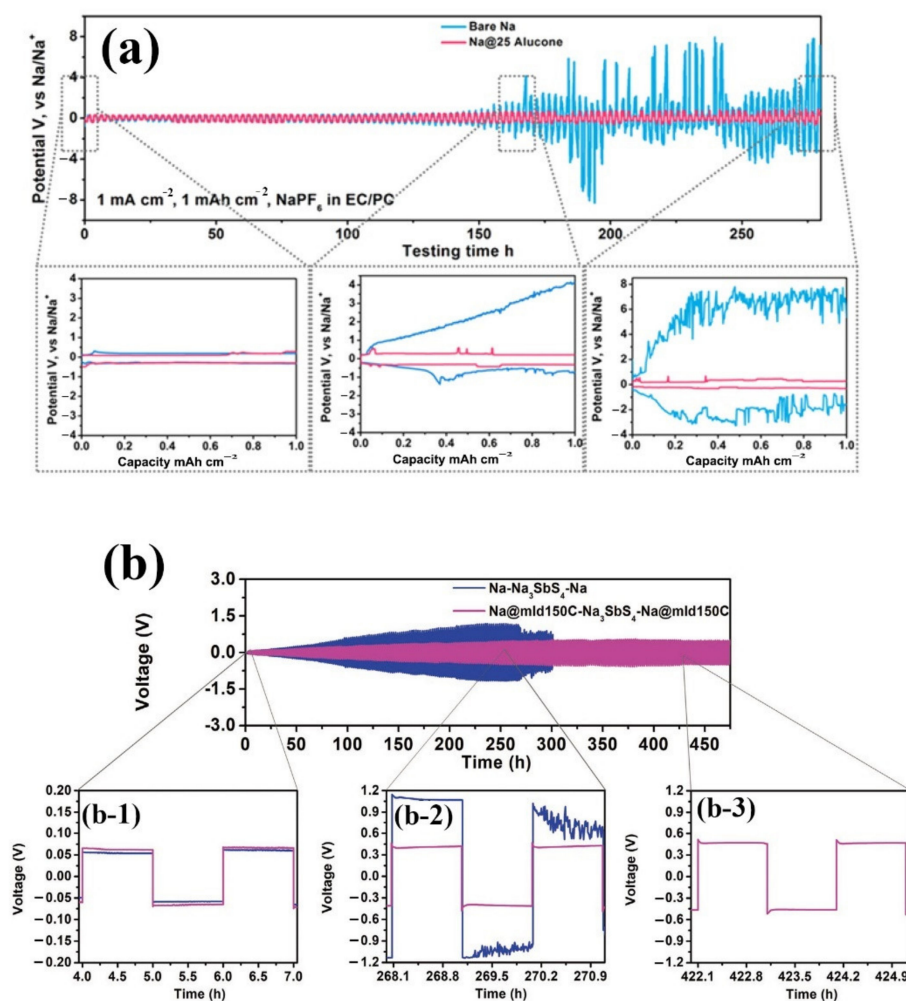 (a)
Bare Na
Na@25 Alucone
Potential V, vs Na/Na⁺
8
4
0
−4
−8
1 mA cm⁻², 1 mAh cm⁻², NaPF₆ in EC/PC
0 50 100 150 200 250
Testing time h
Potential V, vs Na/Na⁺
4
3
2
1
0
−1
−2
−3
−4
0.0 0.2 0.4 0.6 0.8 1.0
Capacity mAh cm⁻²
Potential V, vs Na/Na⁺
4
3
2
1
0
−1
−2
−3
−4
0.0 0.2 0.4 0.6 0.8 1.0
Capacity mAh cm⁻²
Potential V, vs Na/Na⁺
8
6
4
2
0
−2
−4
0.0 0.2 0.4 0.6 0.8 1.0
Capacity mAh cm⁻²
(b)
Na-Na₃SbS₄-Na
Na@mld150C-Na₃SbS₄-Na@mld150C
Voltage (V)
3.0
1.5
0.0
−1.5
−3.0
0 50 100 150 200 250 300 350 400 450
Time (h)
(b-1)
Voltage (V)
0.20
0.15
0.10
0.05
0.00
−0.05
−0.10
−0.15
−0.20
4.0 4.5 5.0 5.5 6.0 6.5 7.0
Time (h)
(b-2)
Voltage (V)
1.2
0.9
0.6
0.3
0.0
−0.3
−0.6
−0.9
−1.2
268.1 268.8 269.5 270.2 270.9
Time (h)
(b-3)
Voltage (V)
1.2
0.9
0.6
0.3
0.0
−0.3
−0.6
−0.9
−1.2
422.1 422.8 423.5 424.2 424.9
Time (h)